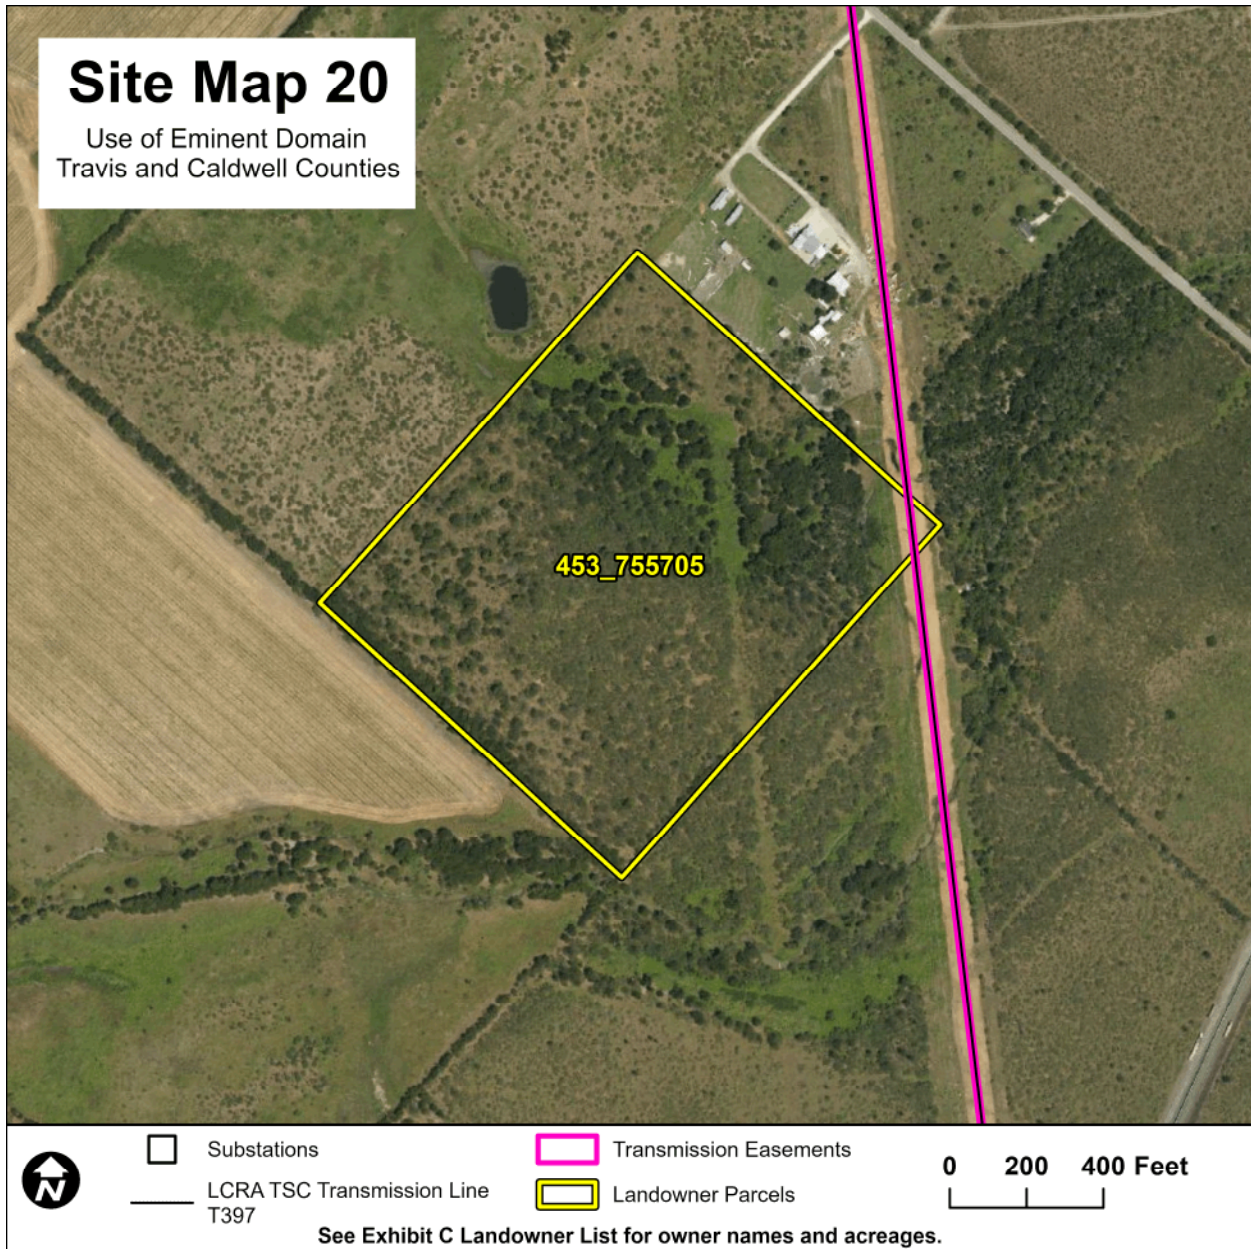 Site Map 20
Use of Eminent Domain
Travis and Caldwell Counties
453_755705
N
Substations
LCRA TSC Transmission Line
T397
Transmission Easements
Landowner Parcels
0 200 400 Feet
See Exhibit C Landowner List for owner names and acreages.